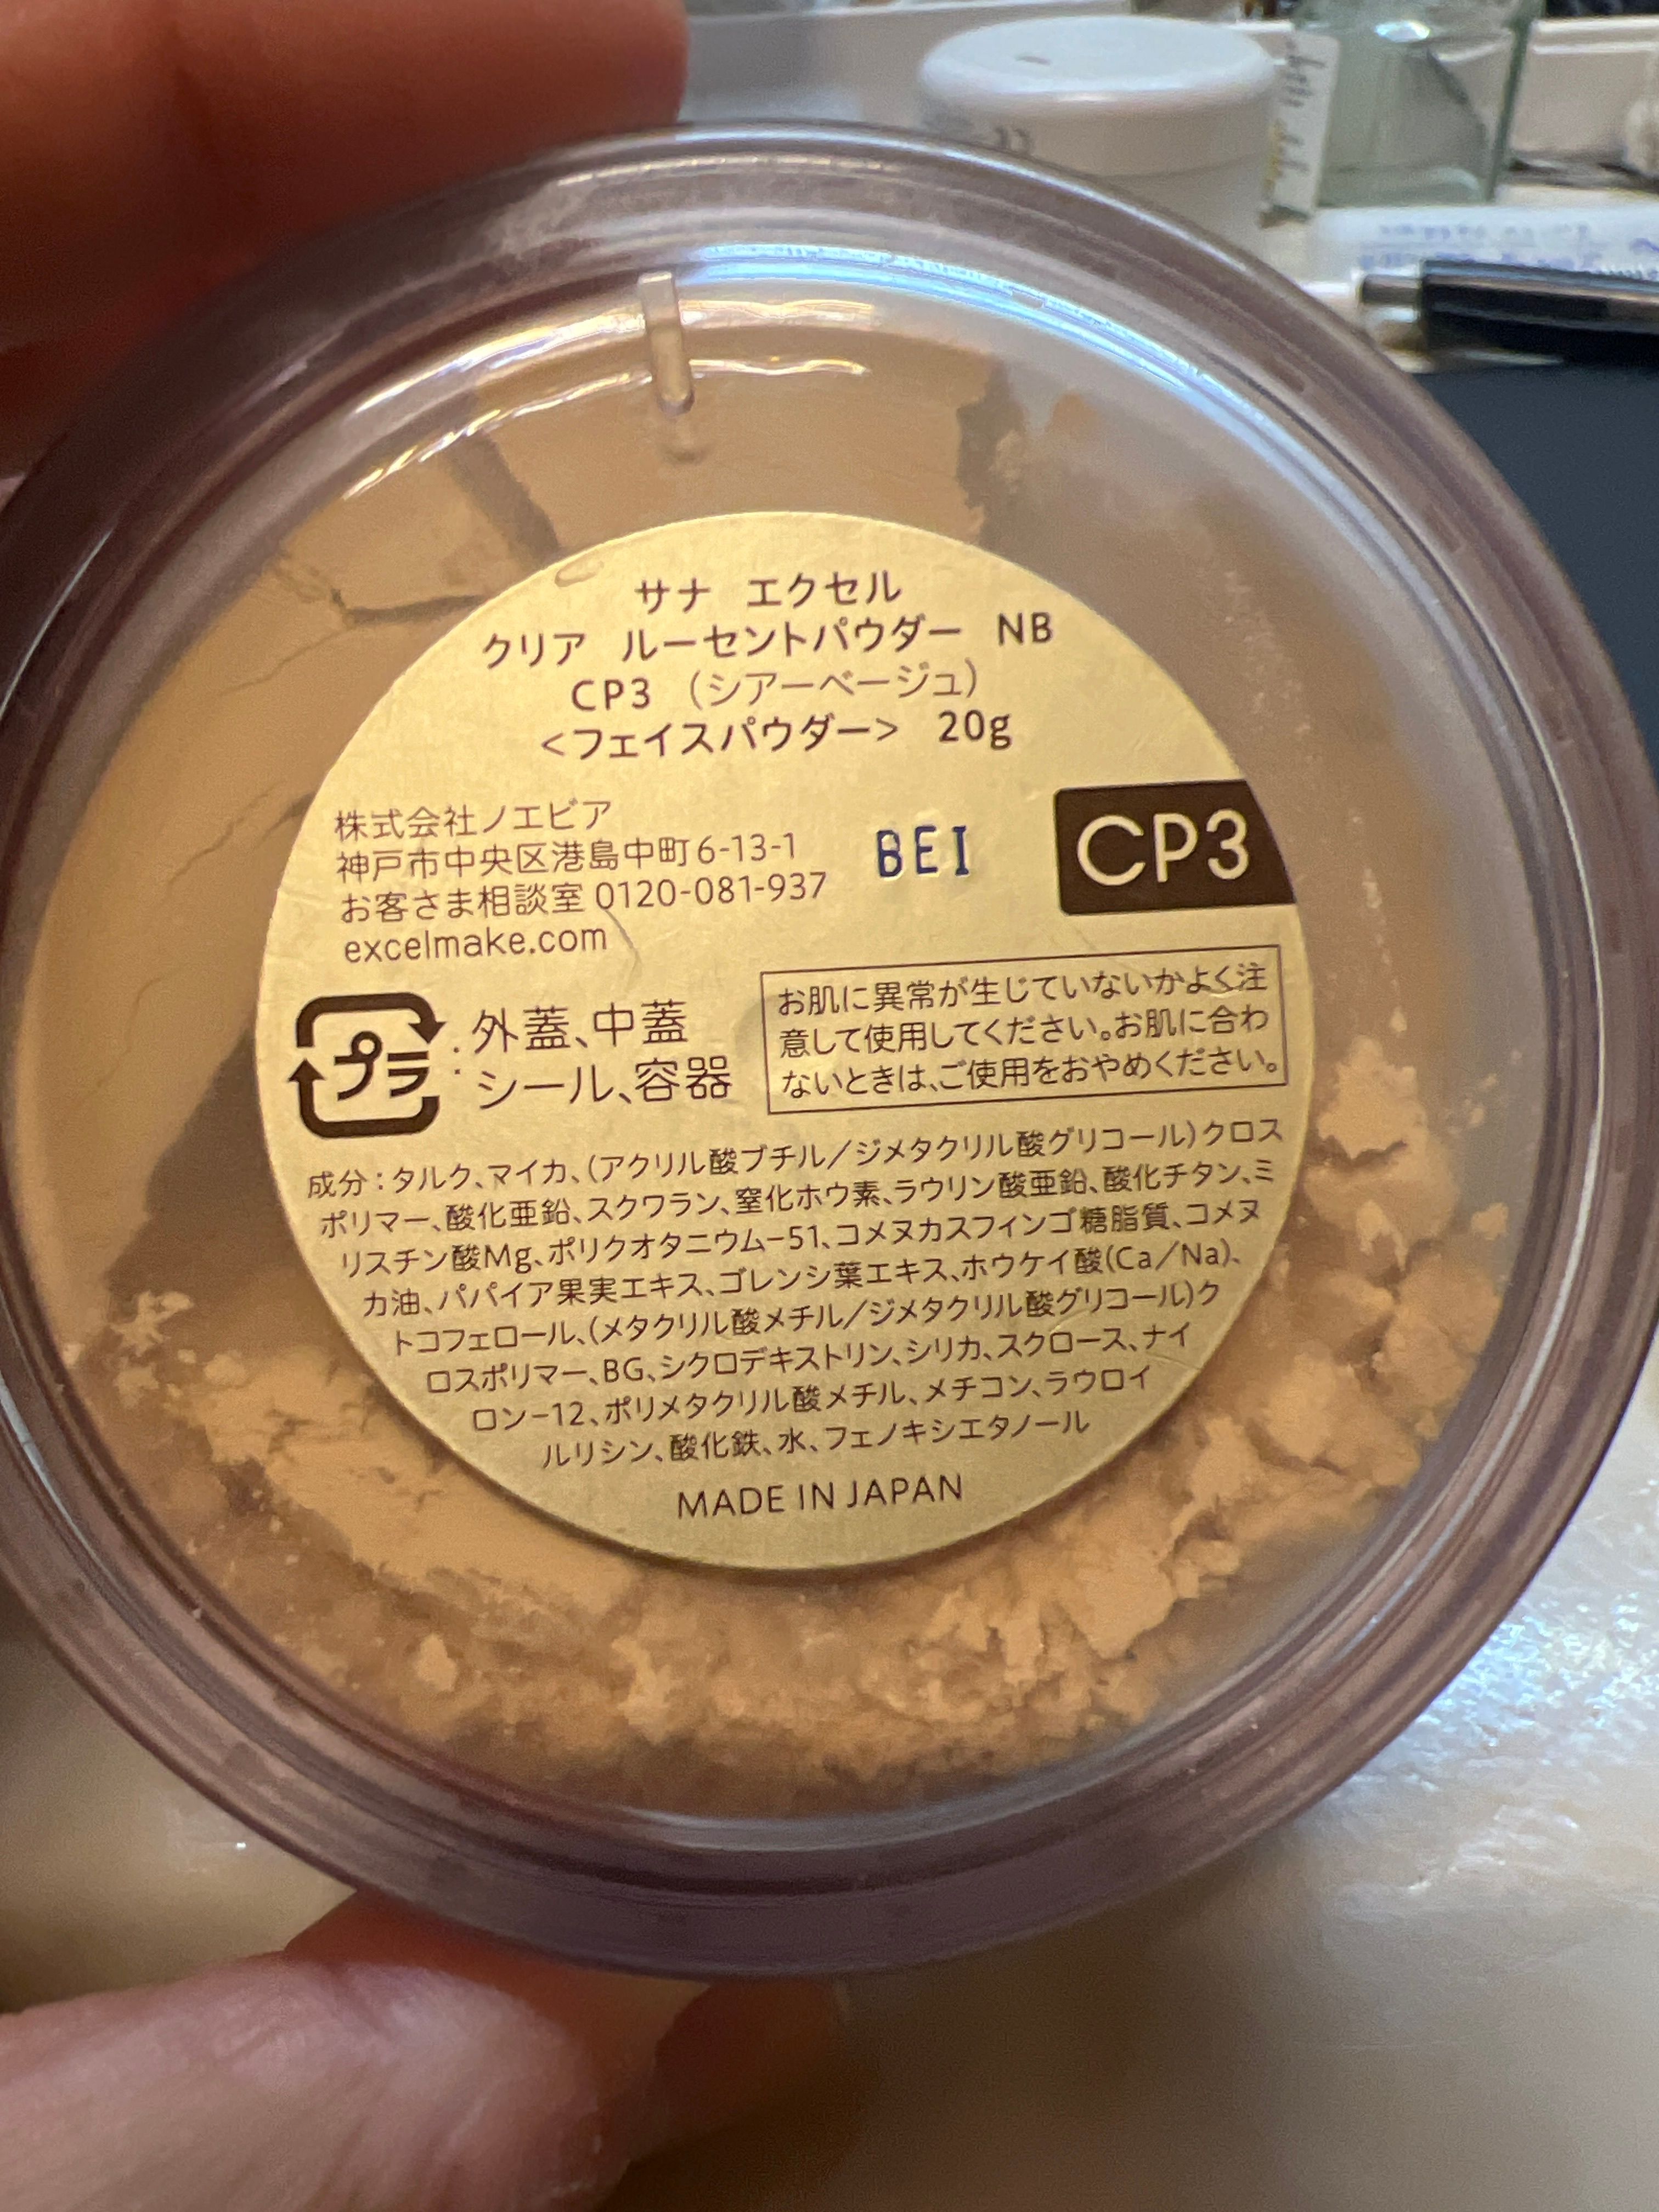 サナ エクセル
クリア ルーセントパウダー NB
CP3 (シアーベージュ)
<フェイスパウダー> 20g
株式会社ノエビア
神戸市中央区港島中町6-13-1
お客さま相談室 0120-081-937
excelmake.com
BEI
CP3
プラ : 外蓋、中蓋
シール、容器
お肌に異常が生じていないかよく注
意して使用してください。お肌に合わ
ないときは、ご使用をおやめください。
成分:タルク、マイカ、(アクリル酸ブチル/ジメタクリル酸グリコール)クロス
ポリマー、酸化亜鉛、スクワラン、窒化ホウ素、ラウリン酸亜鉛、酸化チタン、ミ
リスチン酸Mg、ポリクオタニウム-51、コメヌカスフィンゴ糖脂質、コメヌ
カ油、パパイア果実エキス、ゴレンシ葉エキス、ホウケイ酸(Ca/Na)、
トコフェロール、(メタクリル酸メチル/ジメタクリル酸グリコール)ク
ロスポリマー、BG、シクロデキストリン、シリカ、スクロース、ナイ
ロン-12、ポリメタクリル酸メチル、メチコン、ラウロイ
ルリシン、酸化鉄、水、フェノキシエタノール
MADE IN JAPAN